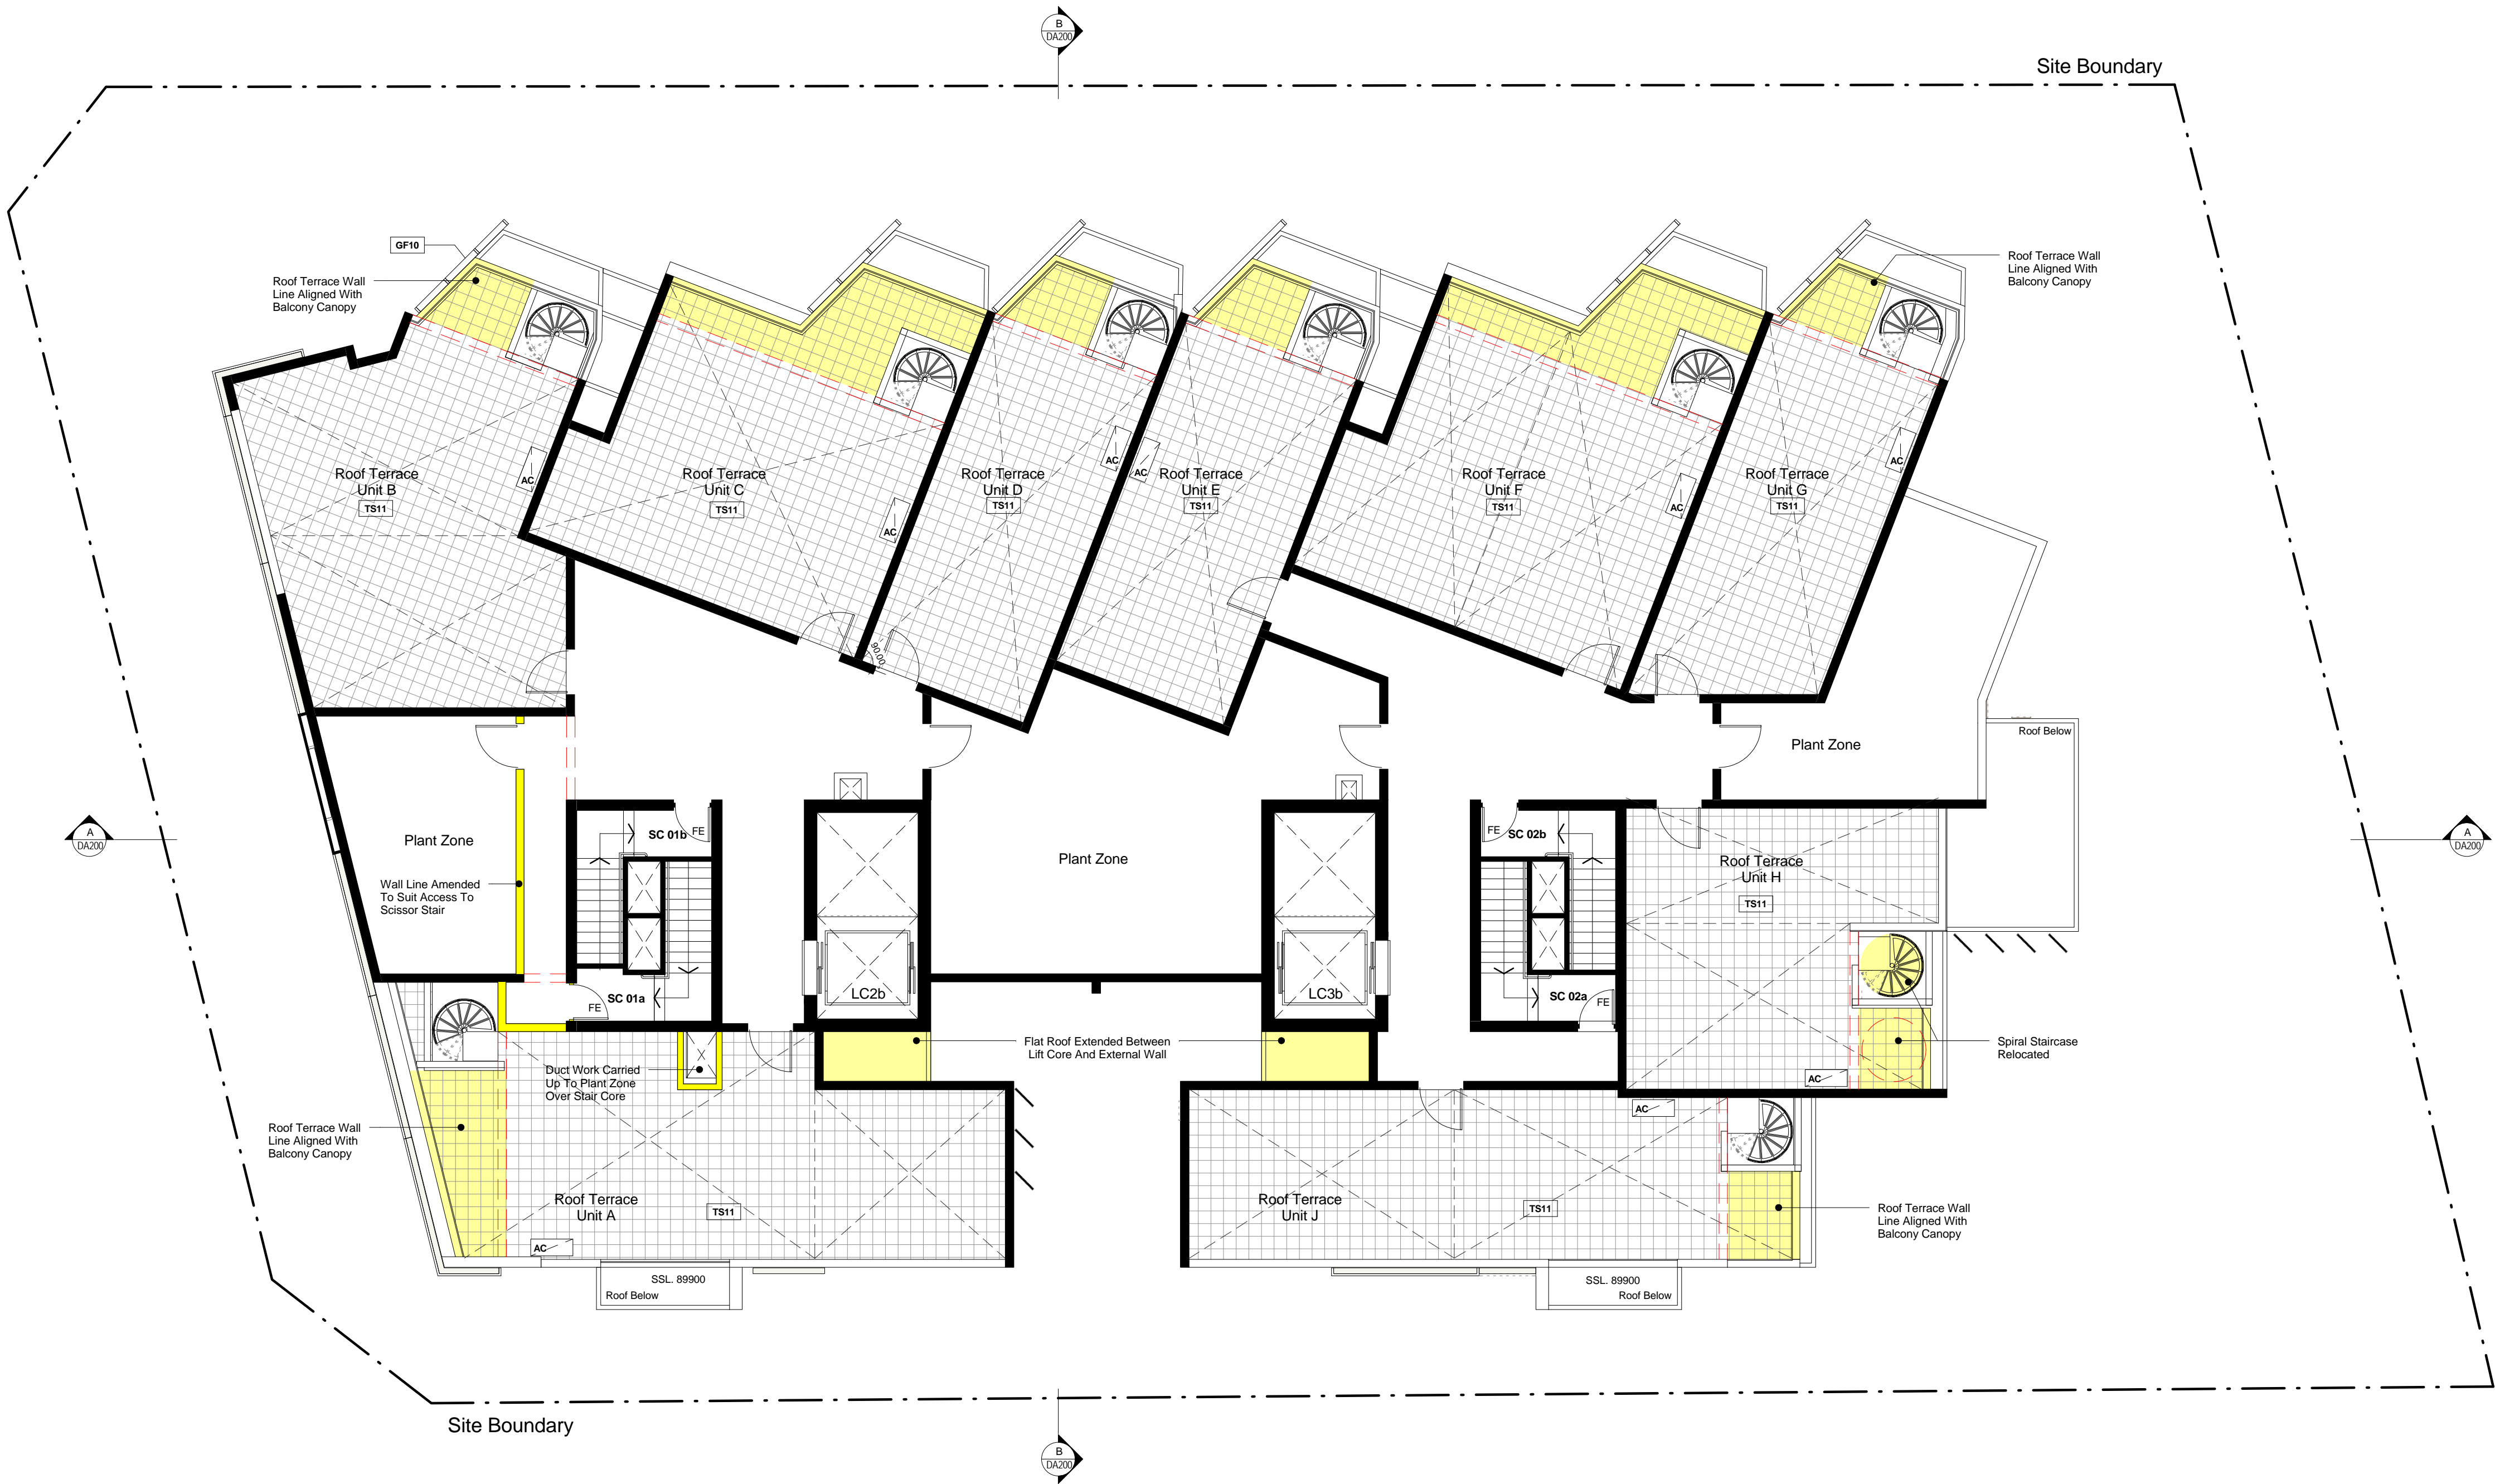 B
DA200
Site Boundary
GF10
Roof Terrace Wall
Line Aligned With
Balcony Canopy
Roof Terrace Wall
Line Aligned With
Balcony Canopy
Roof Terrace
Unit B
TS11
AC
Roof Terrace
Unit C
TS11
AC
Roof Terrace
Unit D
TS11
AC
AC
Roof Terrace
Unit E
TS11
Roof Terrace
Unit F
TS11
AC
Roof Terrace
Unit G
TS11
AC
90.00
Roof Below
Plant Zone
A
DA200
Plant Zone
Wall Line Amended
To Suit Access To
Scissor Stair
SC 01b
FE
Plant Zone
FE
SC 02b
Roof Terrace
Unit H
TS11
A
DA200
SC 01a
FE
LC2b
LC3b
SC 02a
FE
Flat Roof Extended Between
Lift Core And External Wall
Spiral Staircase
Relocated
Duct Work Carried
Up To Plant Zone
Over Stair Core
AC
AC
Roof Terrace Wall
Line Aligned With
Balcony Canopy
Roof Terrace
Unit A
TS11
AC
Roof Terrace
Unit J
TS11
Roof Terrace Wall
Line Aligned With
Balcony Canopy
SSL. 89900
Roof Below
SSL. 89900
Roof Below
Site Boundary
B
DA200